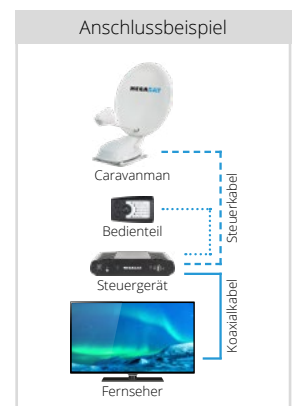 Anschlussbeispiel
MEGASAT
Caravanman
Steuerkabel
Bedienteil
Steuergerät
Koaxialkabel
Fernseher